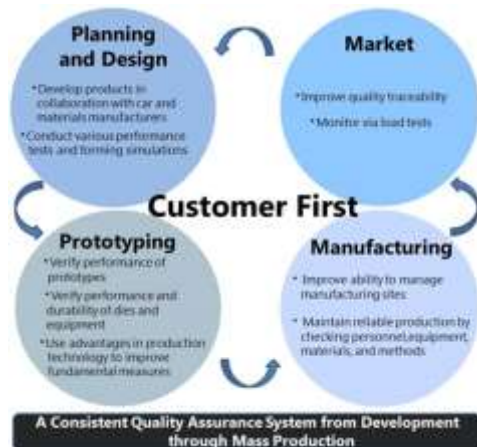 Planning
and Design
• Develop products in
collaboration with car and
materials manufacturers
• Conduct various performance
tests and forming simulations
Market
• Improve quality traceability
• Monitor via load tests
Customer First
Prototyping
• Verify performance of
prototypes
• Verify performance and
durability of dies and
equipment
• Use advantages in production
technology to improve
fundamental measures
Manufacturing
• Improve ability to manage
manufacturing sites
• Maintain reliable production by
checking personnel,equipment,
materials, and methods
A Consistent Quality Assurance System from Development
through Mass Production